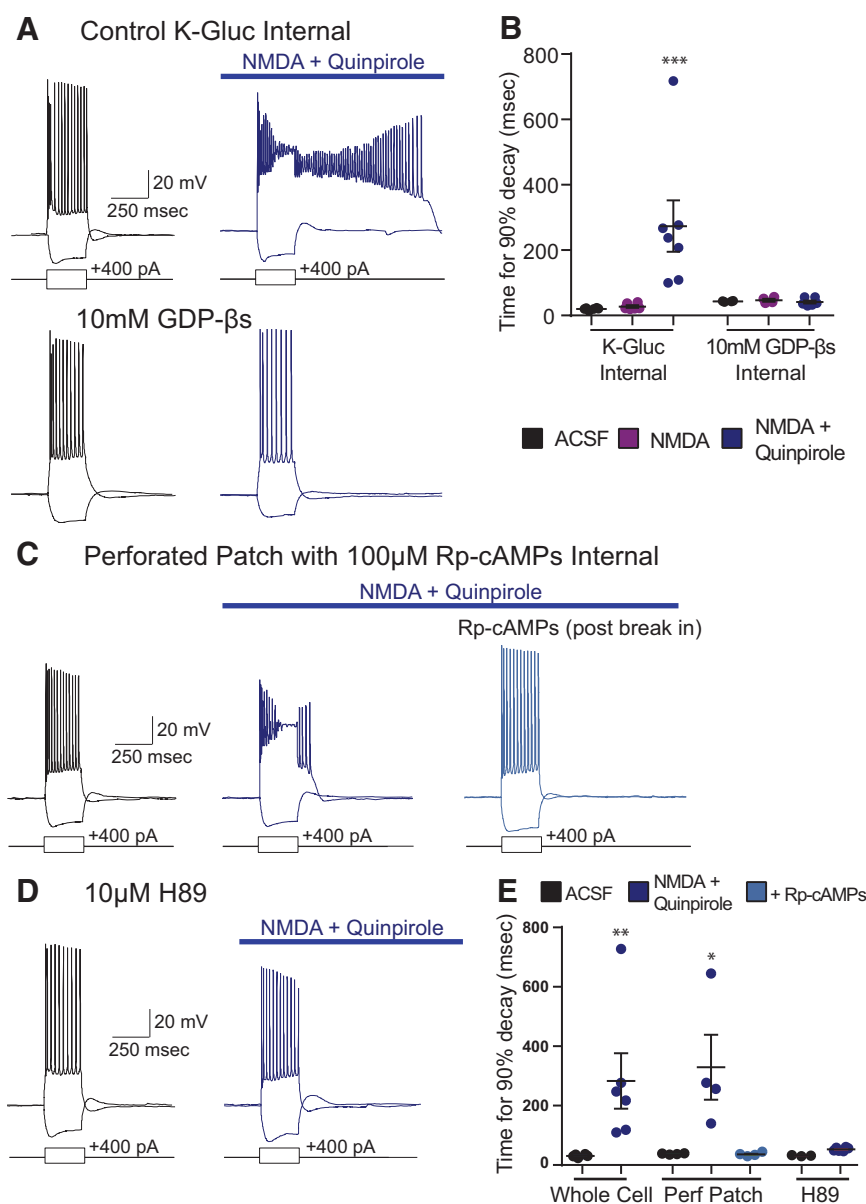 A Control K-Gluc Internal
NMDA + Quinpirole
20 mV
250 msec
+400 pA
+400 pA
10mM GDP-βs
B
Time for 90% decay (msec)
800
600
400
200
0
***
K-Gluc
Internal
10mM GDP-βs
Internal
ACSF
NMDA
NMDA +
Quinpirole
C Perforated Patch with 100µM Rp-cAMPs Internal
NMDA + Quinpirole
Rp-cAMPs (post break in)
20 mV
250 msec
+400 pA
+400 pA
+400 pA
D 10µM H89
NMDA + Quinpirole
20 mV
250 msec
+400 pA
+400 pA
E
ACSF
NMDA +
Quinpirole
+ Rp-cAMPs
Time for 90% decay (msec)
800
600
400
200
0
**
*
Whole Cell
Perf Patch
H89